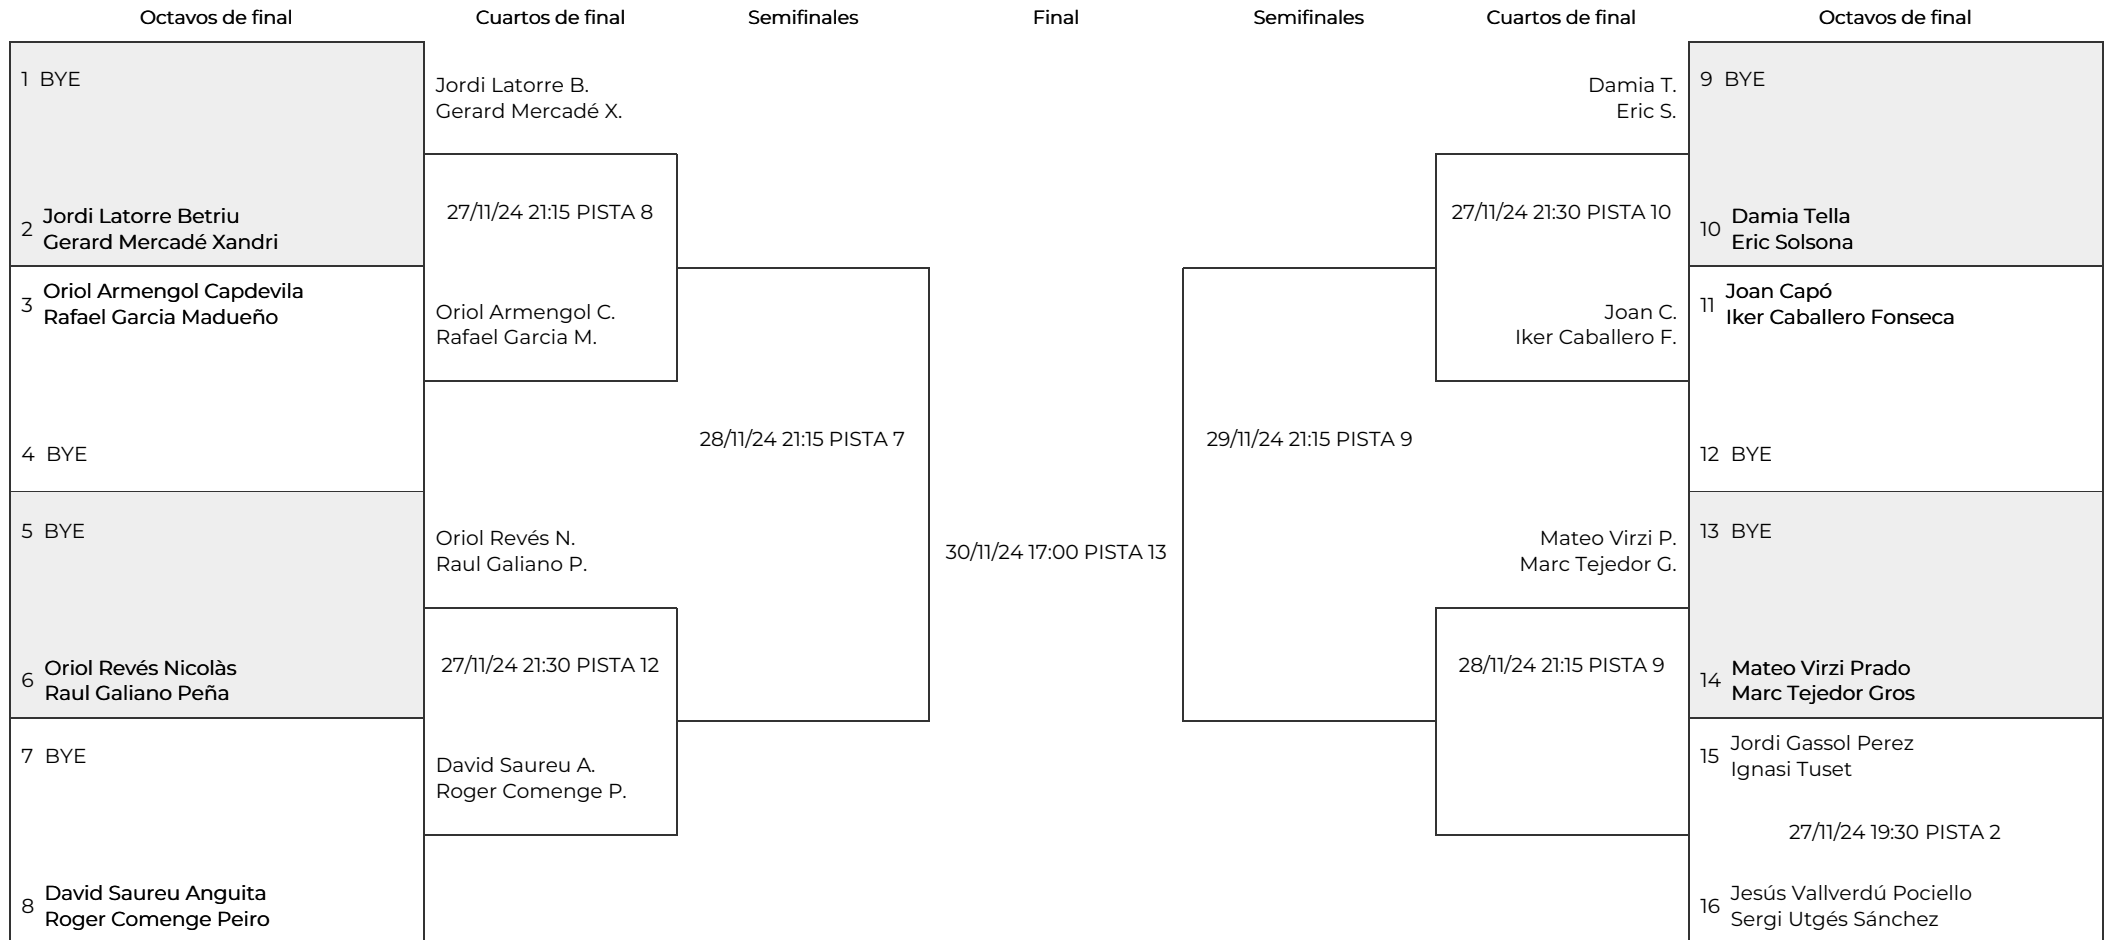 Octavos de final
Cuartos de final
Semifinales
Final
Semifinales
Cuartos de final
Octavos de final
1 BYE
2 Jordi Latorre Betriu
Gerard Mercadé Xandri
3 Oriol Armengol Capdevila
Rafael Garcia Madueño
4 BYE
5 BYE
6 Oriol Revés Nicolàs
Raul Galiano Peña
7 BYE
8 David Saureu Anguita
Roger Comenge Peiro
Jordi Latorre B.
Gerard Mercadé X.
27/11/24 21:15 PISTA 8
Oriol Armengol C.
Rafael Garcia M.
Oriol Revés N.
Raul Galiano P.
27/11/24 21:30 PISTA 12
David Saureu A.
Roger Comenge P.
28/11/24 21:15 PISTA 7
30/11/24 17:00 PISTA 13
29/11/24 21:15 PISTA 9
Damia T.
Eric S.
27/11/24 21:30 PISTA 10
Joan C.
Iker Caballero F.
Mateo Virzi P.
Marc Tejedor G.
28/11/24 21:15 PISTA 9
9 BYE
10 Damia Tella
Eric Solsona
11 Joan Capó
Iker Caballero Fonseca
12 BYE
13 BYE
14 Mateo Virzi Prado
Marc Tejedor Gros
15 Jordi Gassol Perez
Ignasi Tuset
27/11/24 19:30 PISTA 2
16 Jesús Vallverdú Pociello
Sergi Utgés Sánchez